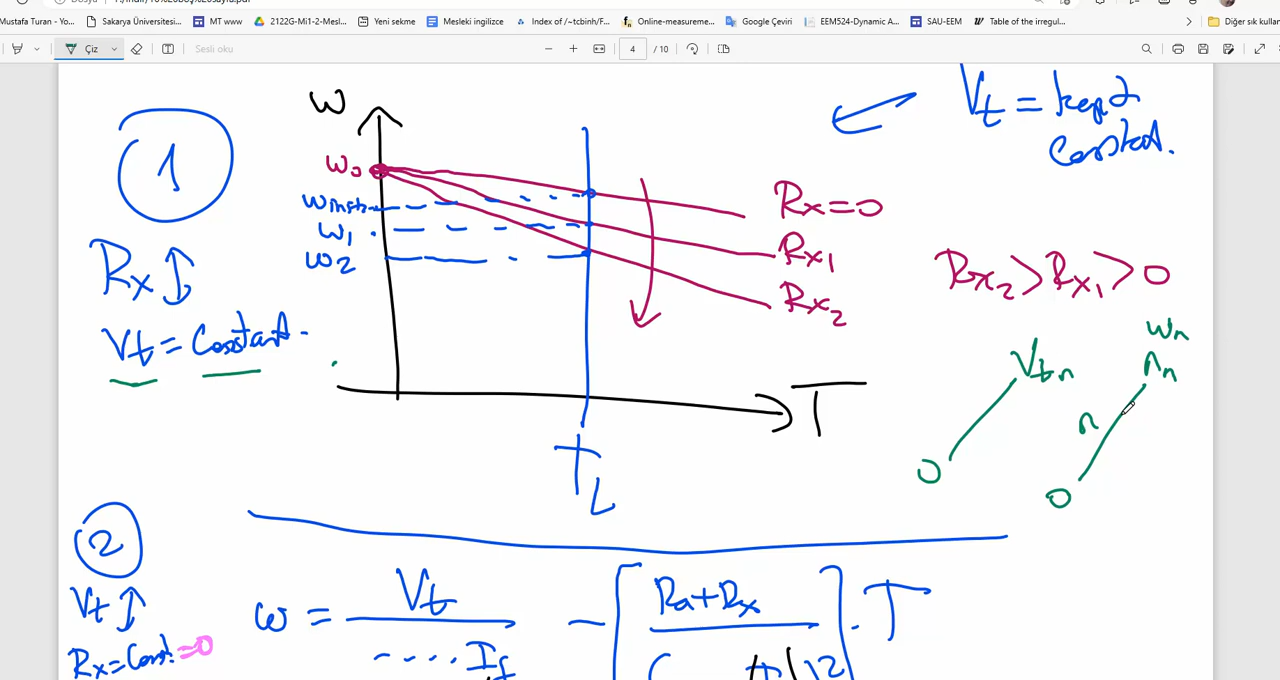 Mustafa Turan - Yo...
Sakarya Üniversitesi...
MT www
2122G-Mi1-2-Mesl...
Yeni sekme
Mesleki ingilizce
Index of /~tcbinh/F...
Online-measureme...
Google Çeviri
EEM524-Dynamic A...
SAU-EEM
Table of the irregul...
Diğer sık kullan
Çiz
Sesli oku
4 / 10
1
Rx ↕
Vt = Constant
W
W0
W1
W2
T
TL
Rx=0
Rx1
Rx2
Vt = kept
constant.
Rx2 > Rx1 > 0
Vtn
0
Wn
nn
n
0
2
Vt ↕
Rx=Const. =0
ω = Vt / .... If - [ Ra+Rx
] . T